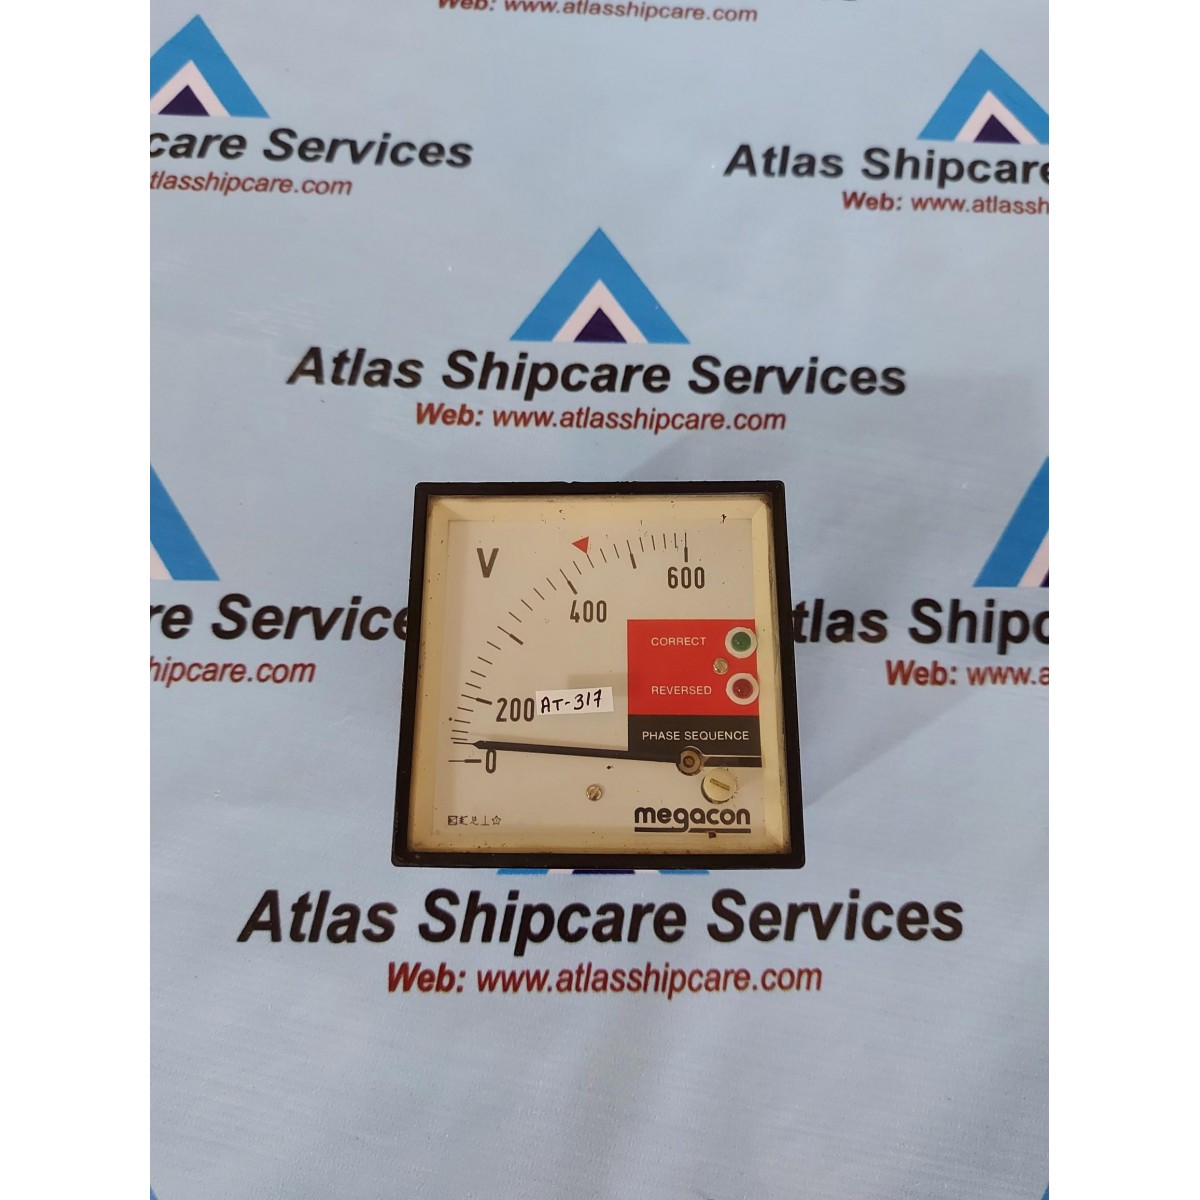 Web: www.atlasshipcare.com
care Services
tlasshipcare.com
Atlas Shipcare
Web: www.atlassh
Atlas Shipcare Services
Web: www.atlasshipcare.com
V
600
400
200
0
CORRECT
REVERSED
PHASE SEQUENCE
AT-317
megacon
re Service
hipcare.com
tlas Shipc
Web: www.a
Atlas Shipcare Services
Web: www.atlasshipcare.com